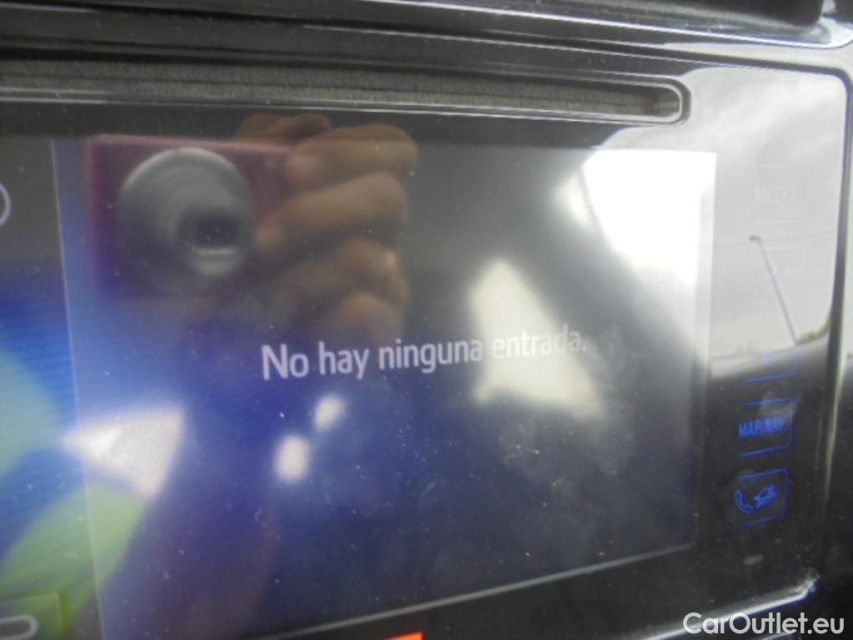 MEDIA
No hay ninguna entrada.
MAP/NAV
CarOutlet.eu